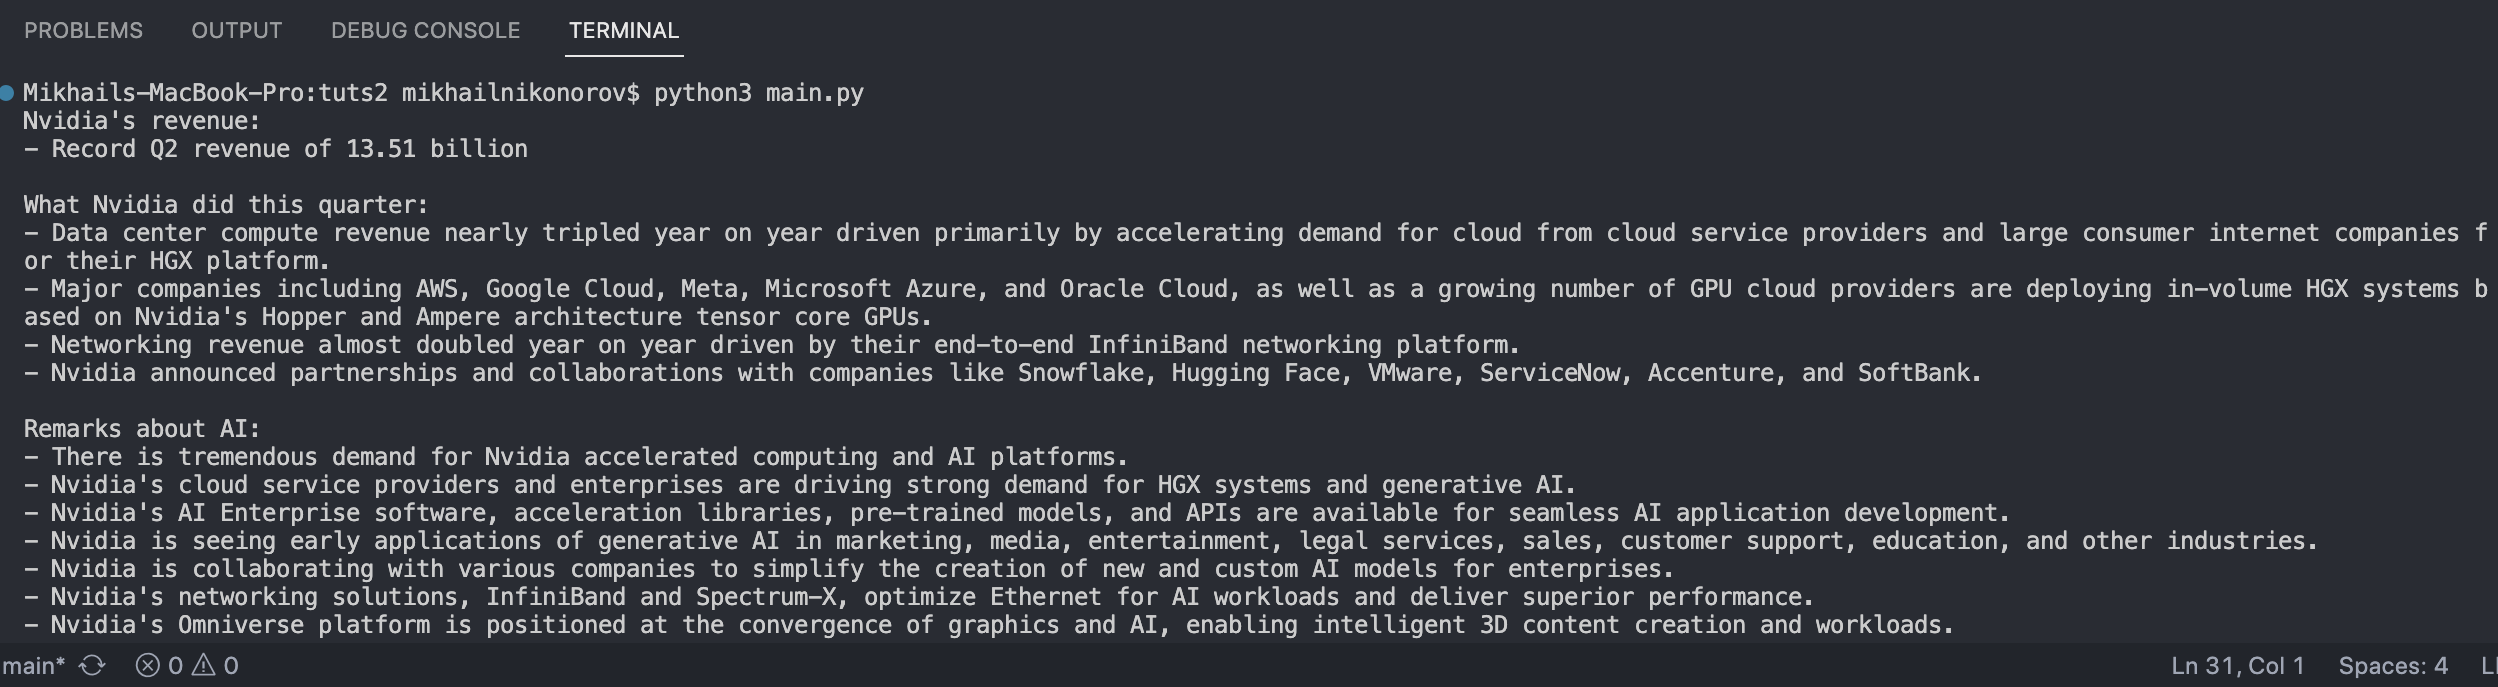 PROBLEMS OUTPUT DEBUG CONSOLE TERMINAL
Mikhails-MacBook-Pro:tuts2 mikhailnikonorov$ python3 main.py
Nvidia's revenue:
- Record Q2 revenue of 13.51 billion
What Nvidia did this quarter:
- Data center compute revenue nearly tripled year on year driven primarily by accelerating demand for cloud from cloud service providers and large consumer internet companies f
or their HGX platform.
- Major companies including AWS, Google Cloud, Meta, Microsoft Azure, and Oracle Cloud, as well as a growing number of GPU cloud providers are deploying in-volume HGX systems b
ased on Nvidia's Hopper and Ampere architecture tensor core GPUs.
- Networking revenue almost doubled year on year driven by their end-to-end InfiniBand networking platform.
- Nvidia announced partnerships and collaborations with companies like Snowflake, Hugging Face, VMware, ServiceNow, Accenture, and SoftBank.
Remarks about AI:
- There is tremendous demand for Nvidia accelerated computing and AI platforms.
- Nvidia's cloud service providers and enterprises are driving strong demand for HGX systems and generative AI.
- Nvidia's AI Enterprise software, acceleration libraries, pre-trained models, and APIs are available for seamless AI application development.
- Nvidia is seeing early applications of generative AI in marketing, media, entertainment, legal services, sales, customer support, education, and other industries.
- Nvidia is collaborating with various companies to simplify the creation of new and custom AI models for enterprises.
- Nvidia's networking solutions, InfiniBand and Spectrum-X, optimize Ethernet for AI workloads and deliver superior performance.
- Nvidia's Omniverse platform is positioned at the convergence of graphics and AI, enabling intelligent 3D content creation and workloads.
main* 0 0 Ln 31, Col 1 Spaces: 4